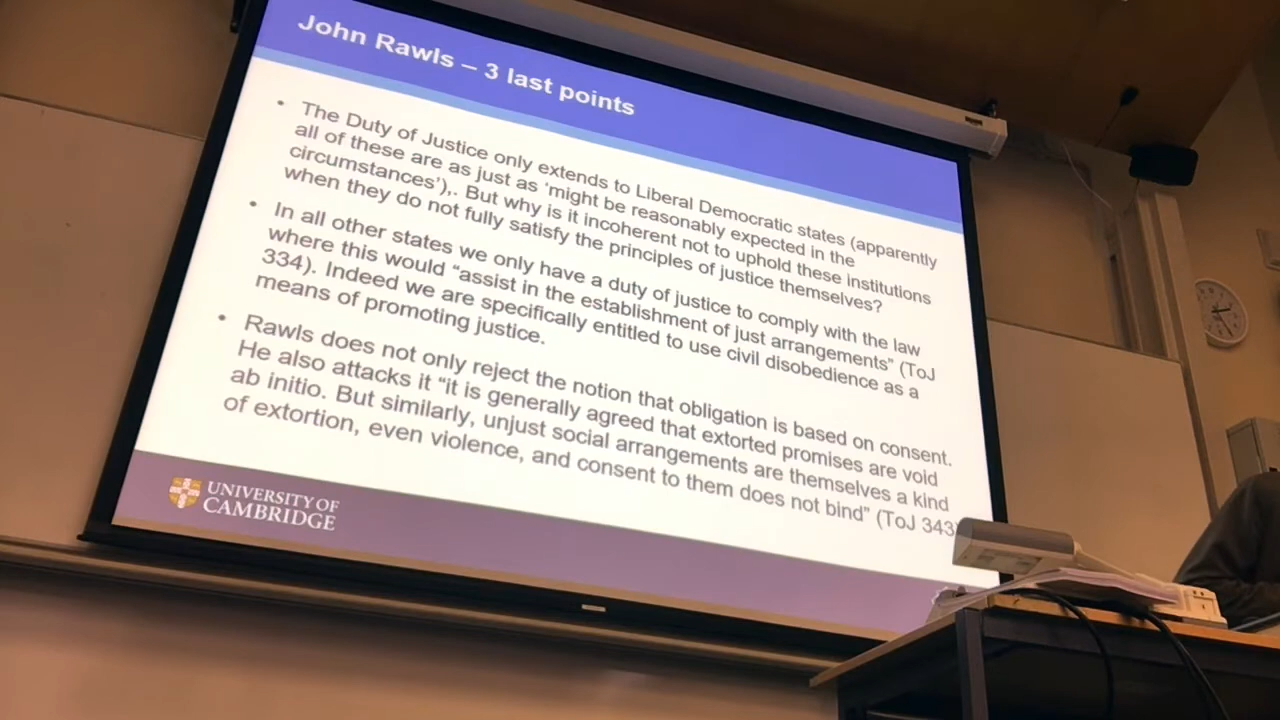 John Rawls – 3 last points
• The Duty of Justice only extends to Liberal Democratic states (apparently
all of these are as just as 'might be reasonably expected in the
circumstances'),. But why is it incoherent not to uphold these institutions
when they do not fully satisfy the principles of justice themselves?
• In all other states we only have a duty of justice to comply with the law
where this would “assist in the establishment of just arrangements” (ToJ
334). Indeed we are specifically entitled to use civil disobedience as a
means of promoting justice.
• Rawls does not only reject the notion that obligation is based on consent.
He also attacks it “it is generally agreed that extorted promises are void
ab initio. But similarly, unjust social arrangements are themselves a kind
of extortion, even violence, and consent to them does not bind” (ToJ 343)
UNIVERSITY OF
CAMBRIDGE